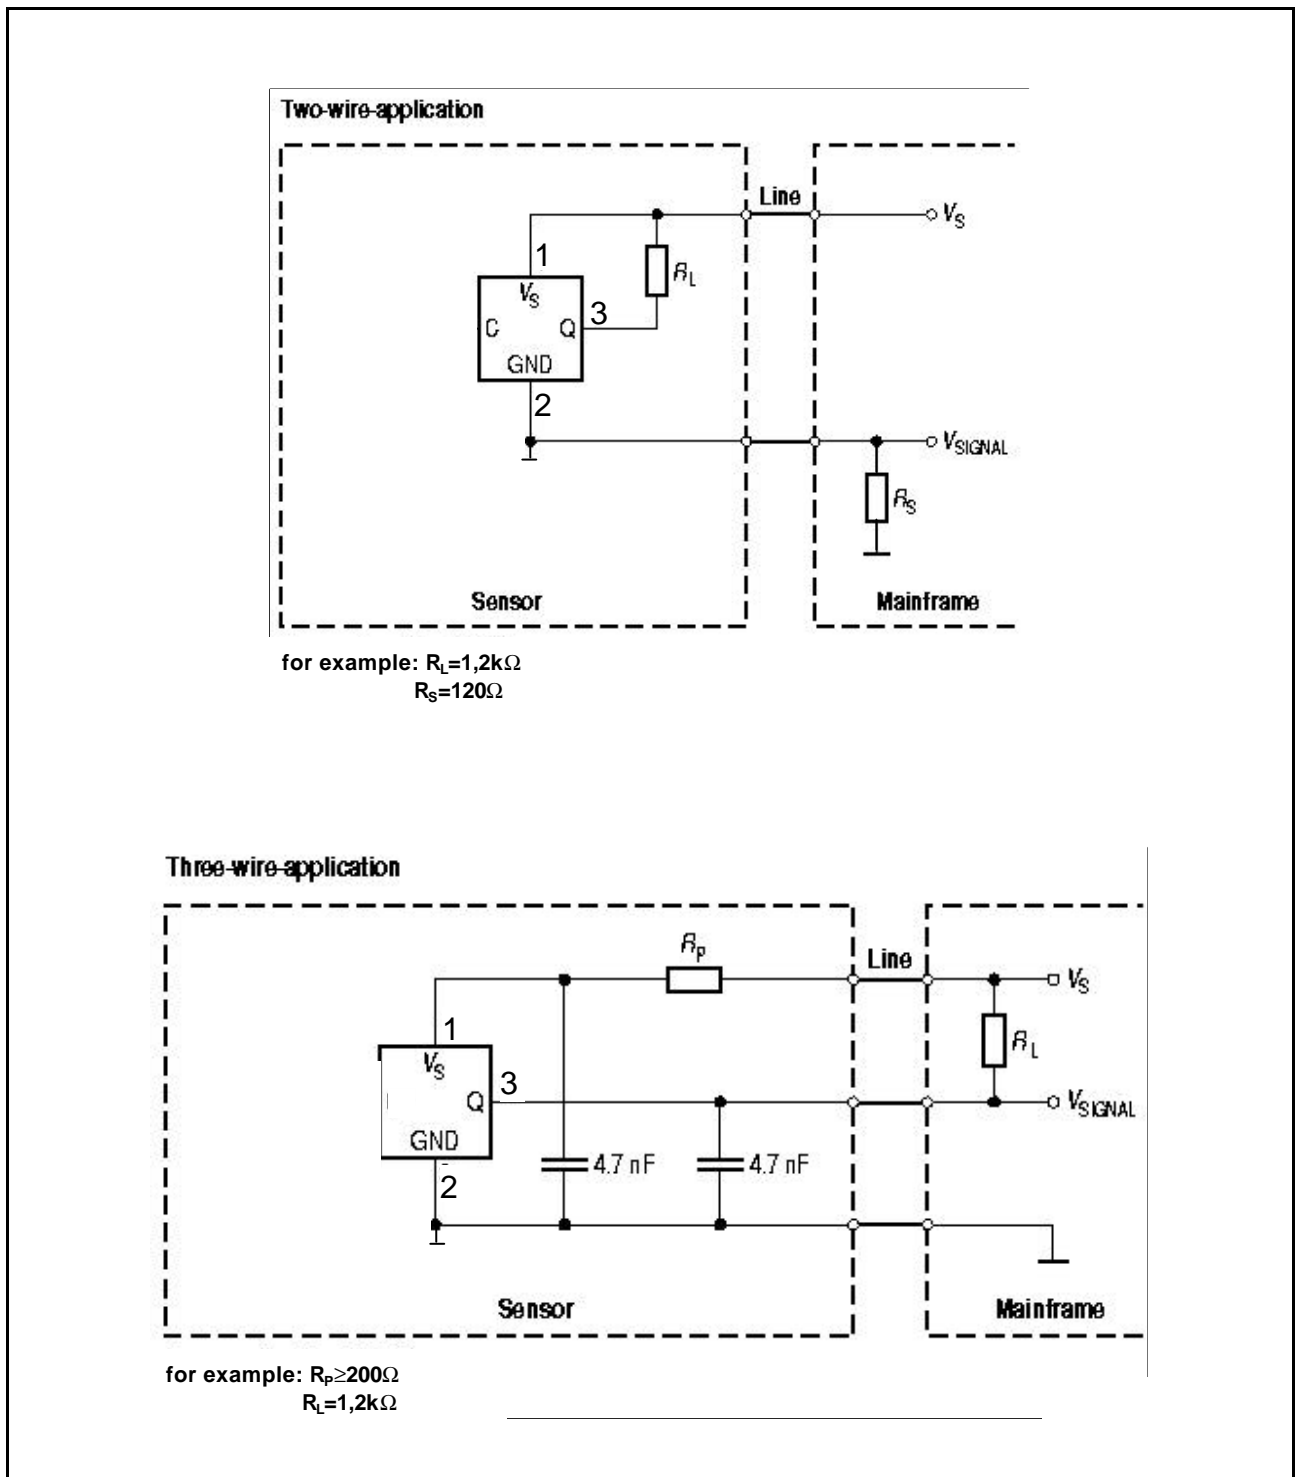 Two-wire-application
Line
V_S
1
R_L
V_S
3
C
Q
GND
2
V_SIGNAL
R_S
Sensor
Mainframe
for example: R_L=1,2kΩ
R_S=120Ω
Three-wire-application
R_p
Line
V_S
1
R_L
V_S
3
Q
V_SIGNAL
GND
4.7 nF
4.7 nF
2
Sensor
Mainframe
for example: R_P≥200Ω
R_L=1,2kΩ